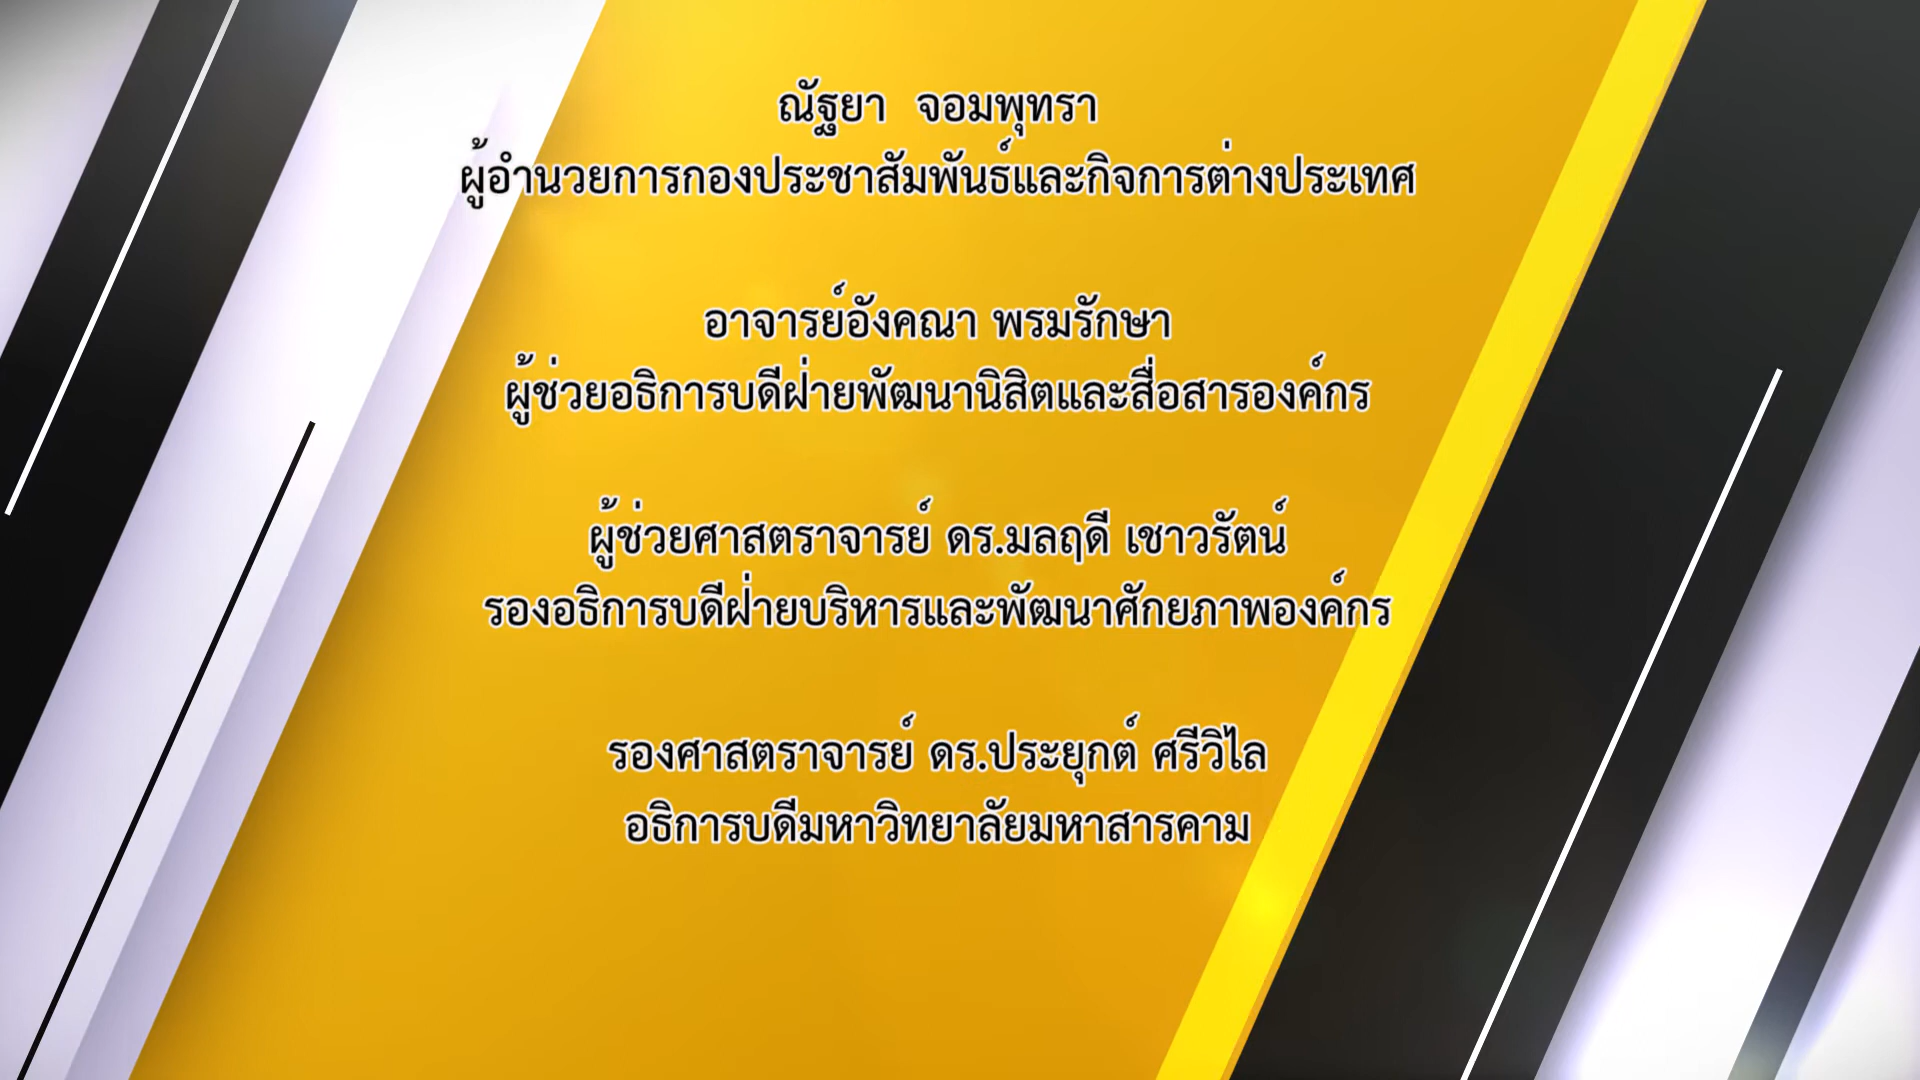 ณัฐยา  จอมพุทรา
ผู้อำนวยการกองประชาสัมพันธ์และกิจการต่างประเทศ
อาจารย์อังคณา พรมรักษา
ผู้ช่วยอธิการบดีฝ่ายพัฒนานิสิตและสื่อสารองค์กร
ผู้ช่วยศาสตราจารย์ ดร.มลฤดี เชาวรัตน์
รองอธิการบดีฝ่ายบริหารและพัฒนาศักยภาพองค์กร
รองศาสตราจารย์ ดร.ประยุกต์ ศรีวิไล
อธิการบดีมหาวิทยาลัยมหาสารคาม